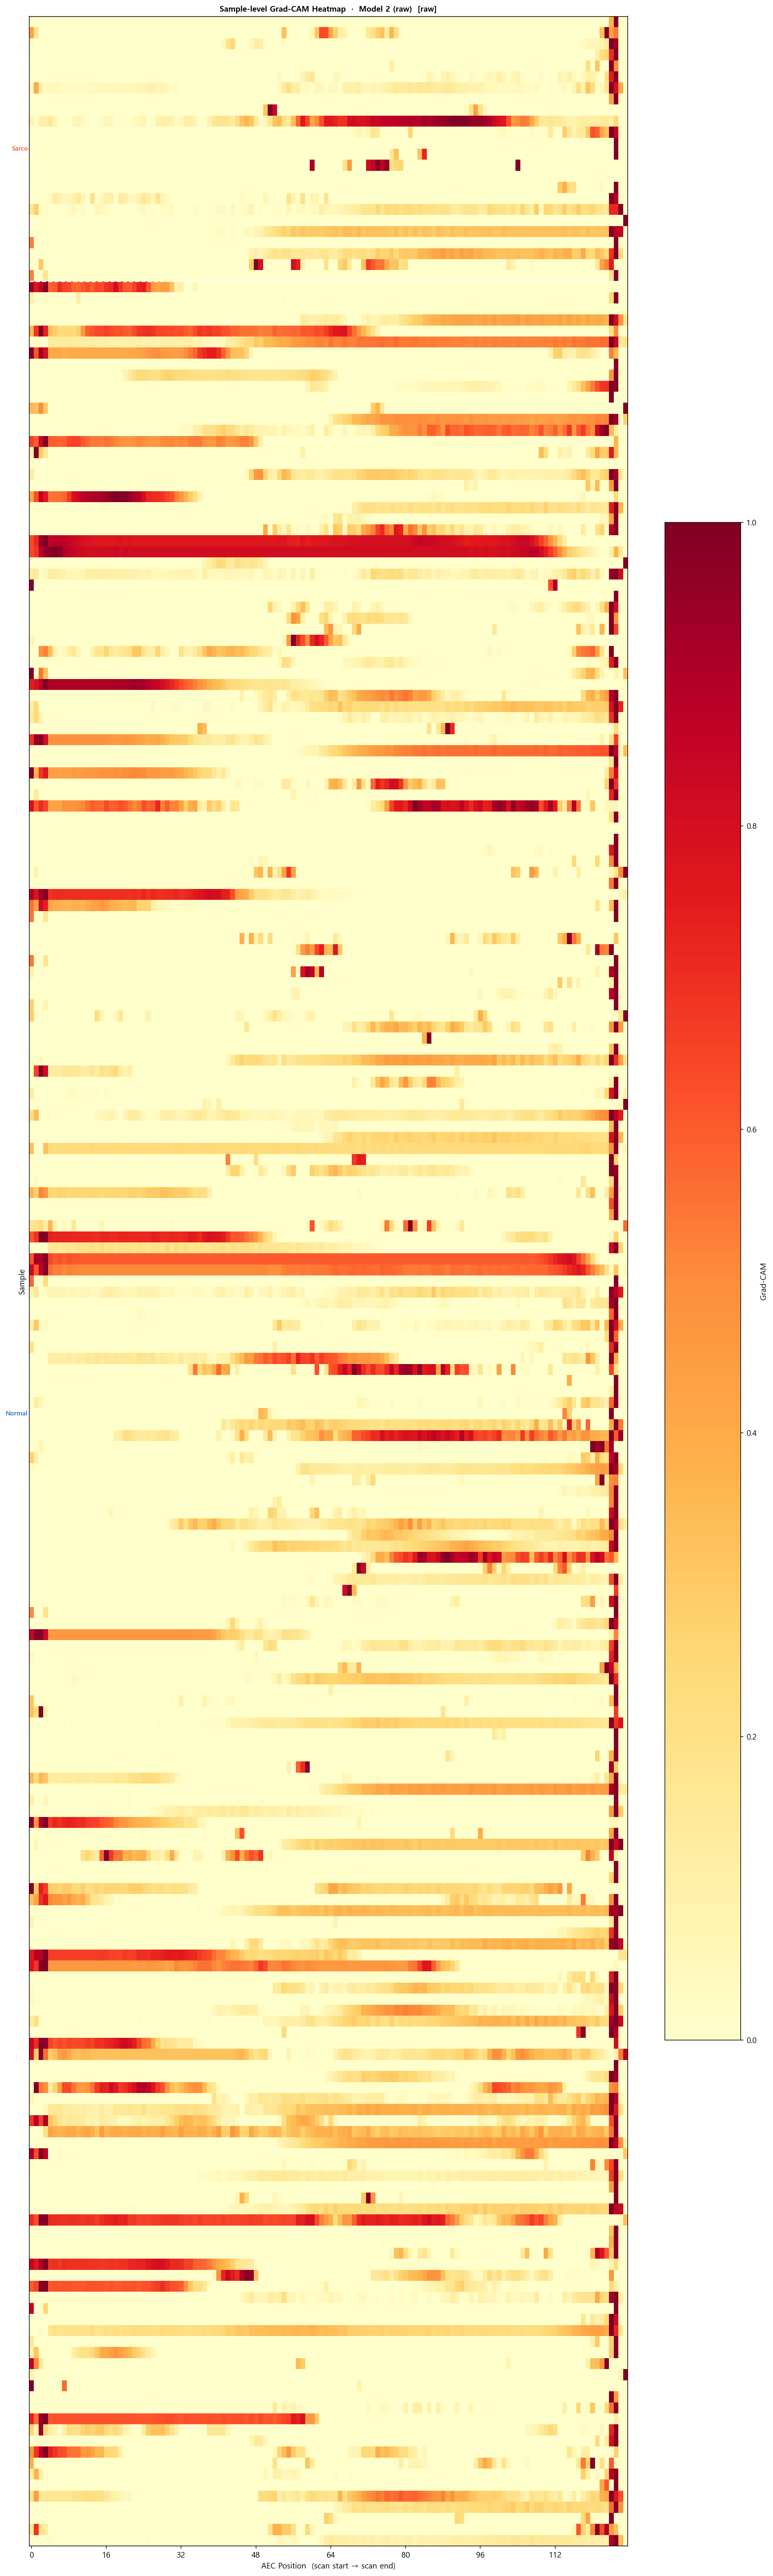 Sample-level Grad-CAM Heatmap · Model 2 (raw) [raw]
Sarco
Normal
Sample
0 16 32 48 64 80 96 112
AEC Position (scan start → scan end)
1.0
0.8
0.6
0.4
0.2
0.0
Grad-CAM